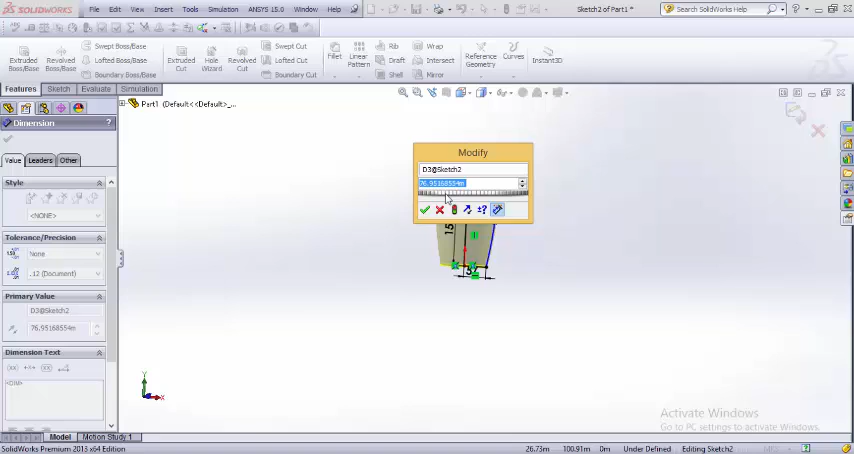 SOLIDWORKS File Edit View Insert Tools ANSYS 15.0 Window Help Sketch2 of Part1 * SolidWorks Help
Extruded Boss/Base Revolved Boss/Base Swept Boss/Base Lofted Boss/Base Boundary Boss/Base Extruded Cut Hole Wizard Revolved Cut Swept Cut Lofted Cut Boundary Cut Fillet Linear Pattern Rib Draft Shell Wrap Intersect Mirror Reference Geometry Curves Instant3D
Features Sketch Evaluate Simulation
Part1 (Default<<Default>_...
Dimension
Value Leaders Other
Style
<NONE>
Tolerance/Precision
None
.12 (Document)
Primary Value
D3@Sketch2
76.95168554m
Dimension Text
<DIM>
Modify
D3@Sketch2
76.95168554m
15
57
Y
X
Activate Windows
Go to PC settings to activate Windows.
Model Motion Study 1
SolidWorks Premium 2013 x64 Edition 26.73m 100.91m 0m Under Defined Editing Sketch2